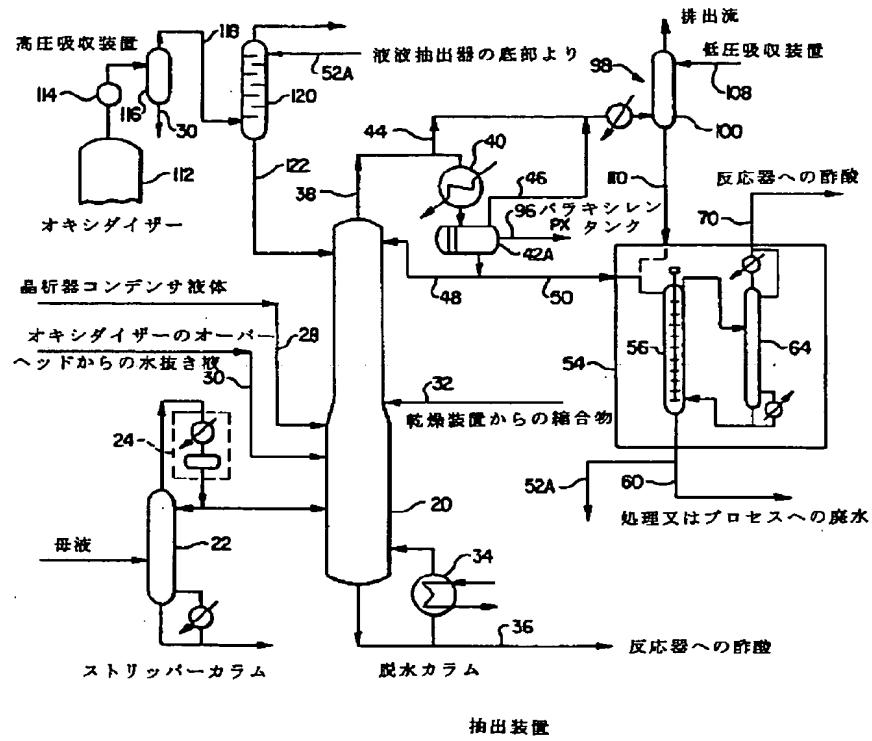 118
排出流
高圧吸収装置
液液抽出器の底部より
低圧吸収装置
98
52A
114
120
108
116
30
44
40
100
122
46
110
反応器への酢酸
112
38
96
パラキシレン
PX タンク
70
オキシダイザー
42A
晶析器コンデンサ液体
48
50
オキシダイザーのオーバー
28
56
64
ヘッドからの水抜き液
54
30
32
乾燥装置からの縮合物
24
52A
60
20
処理又はプロセスへの廃水
母液
22
34
36
反応器への酢酸
ストリッパーカラム
脱水カラム
抽出装置